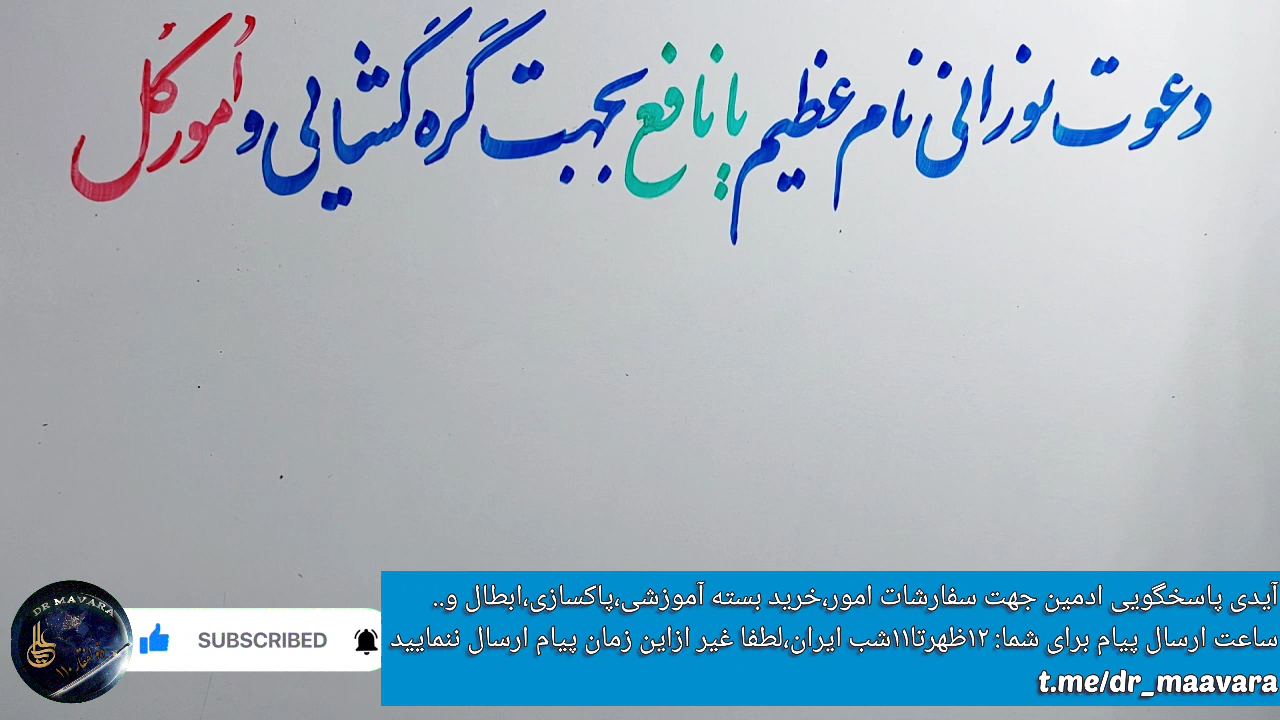 دعوت نورانی نام عظیم یا نافع بجهت گره گشایی و اُمور کُل
آیدی پاسخگویی ادمین جهت سفارشات امور،خرید بسته آموزشی،پاکسازی،ابطال و..
ساعت ارسال پیام برای شما: ۱۲ظهرتا۱۱شب ایران،لطفا غیر ازاین زمان پیام ارسال ننمایید
t.me/dr_maavara
DR MAVARA
۱۱۰
SUBSCRIBED